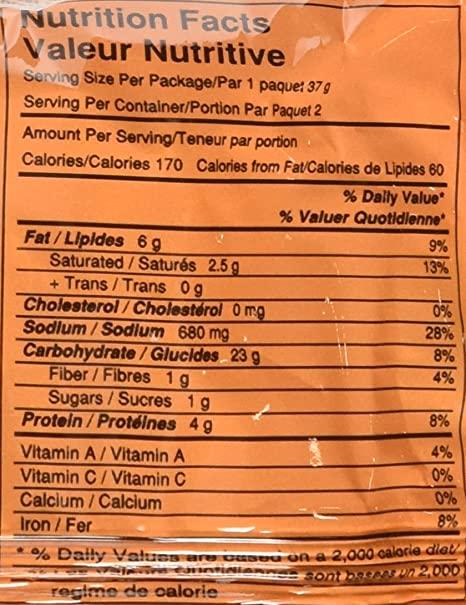 Nutrition Facts
Valeur Nutritive
Serving Size Per Package/Par 1 paquet 37g
Serving Per Container/Portion Par Paquet 2
Amount Per Serving/Teneur par portion
Calories/Calories 170 Calories from Fat/Calories de Lipides 60
% Daily Value*
% Valuer Quotidienne*
Fat / Lipides 6 g 9%
Saturated / Saturés 2.5 g 13%
+ Trans / Trans 0 g
Cholesterol / Cholestérol 0 mg 0%
Sodium / Sodium 680 mg 28%
Carbohydrate / Glucides 23 g 8%
Fiber / Fibres 1 g 4%
Sugars / Sucres 1 g
Protein / Protéines 4 g 8%
Vitamin A / Vitamin A 4%
Vitamin C / Vitamin C 0%
Calcium / Calcium 0%
Iron / Fer 8%
* % Daily Values are based on a 2,000 calorie diet/
Quotidiennes sont basees un 2,000
regime de calorie